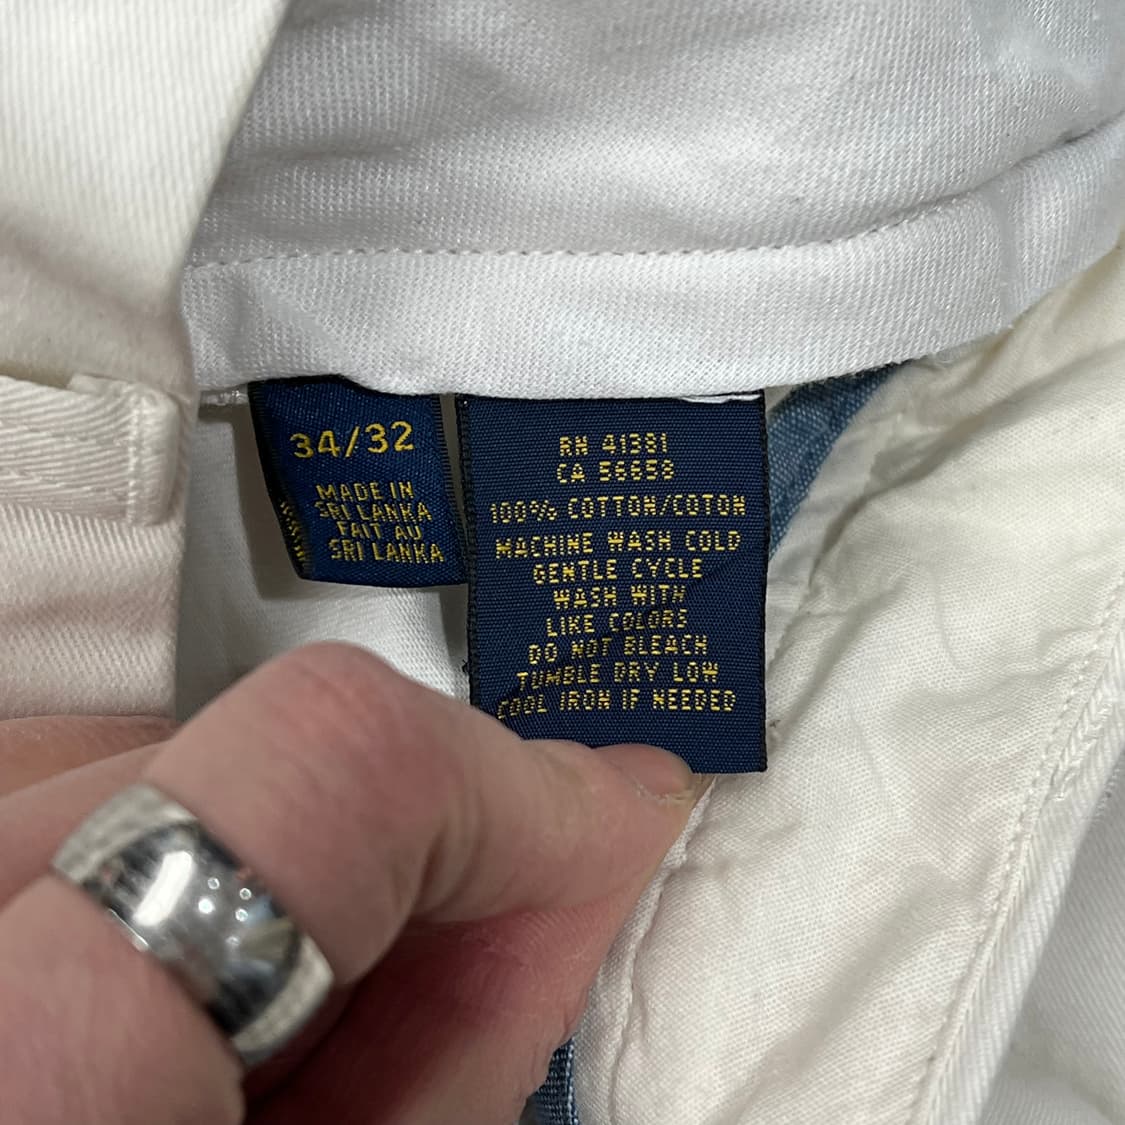 34/32
MADE IN
SRI LANKA
FAIT AU
SRI LANKA
RN 41381
CA 56658
100% COTTON/COTON
MACHINE WASH COLD
GENTLE CYCLE
WASH WITH
LIKE COLORS
DO NOT BLEACH
TUMBLE DRY LOW
COOL IRON IF NEEDED